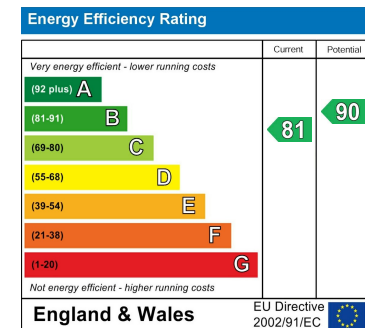 Energy Efficiency Rating
Current Potential
Very energy efficient - lower running costs
(92 plus) A
(81-91) B
90
81
(69-80) C
(55-68) D
(39-54) E
(21-38) F
(1-20) G
Not energy efficient - higher running costs
England & Wales
EU Directive
2002/91/EC